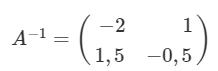 A⁻¹ = ( −2 1
1,5 −0,5 )